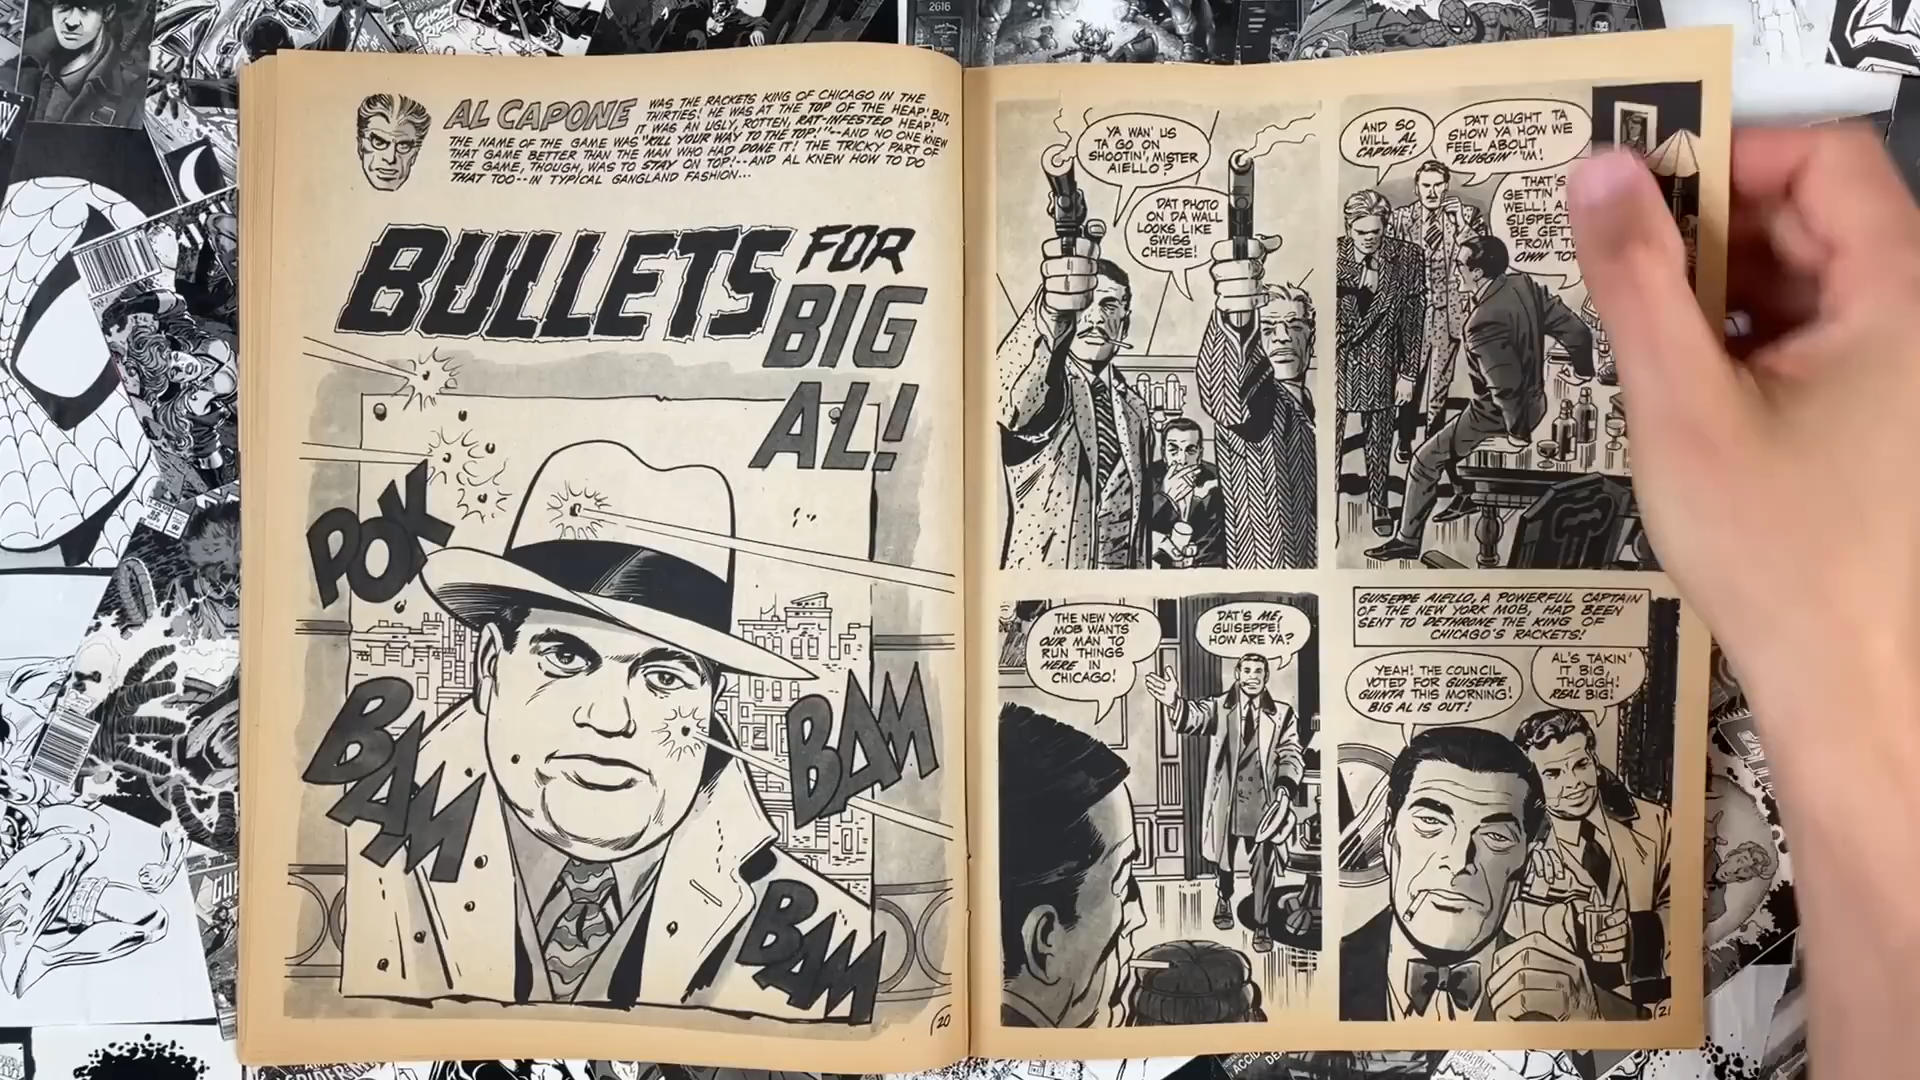 AL CAPONE WAS THE RACKETS KING OF CHICAGO IN THE
THIRTIES! HE WAS AT THE TOP OF THE HEAP! BUT,
IT WAS AN UGLY, ROTTEN, RAT-INFESTED HEAP!
THE NAME OF THE GAME WAS "KILL YOUR WAY TO THE TOP!"--AND NO ONE KNEW
THAT GAME BETTER THAN THE MAN WHO HAD DONE IT! THE TRICKY PART OF
THE GAME, THOUGH, WAS TO STAY ON TOP!--AND AL KNEW HOW TO DO
THAT TOO--IN TYPICAL GANGLAND FASHION...
BULLETS FOR
BIG
AL!
POK
BAM
BAM
BAM
20
YA WAN' US
TA GO ON
SHOOTIN', MISTER
AIELLO?
DAT PHOTO
ON DA WALL
LOOKS LIKE
SWISS
CHEESE!
AND SO
WILL AL
CAPONE!
DAT OUGHT TA
SHOW YA HOW WE
FEEL ABOUT
PLUGGIN' 'IM!
THAT'S
GETTIN'
WELL!
SUSPECT
BE
FROM
OWN
THE NEW YORK
MOB WANTS
OUR MAN TO
RUN THINGS
HERE IN
CHICAGO!
DAT'S ME,
GUISEPPE!
HOW ARE YA?
GUISEPPE AIELLO, A POWERFUL CAPTAIN
OF THE NEW YORK MOB, HAD BEEN
SENT TO DETHRONE THE KING OF
CHICAGO'S RACKETS!
YEAH! THE COUNCIL
VOTED FOR GUISEPPE
GUINTA THIS MORNING!
BIG AL IS OUT!
AL'S TAKIN'
IT BIG,
THOUGH!
REAL BIG!
21
2616
GHOST